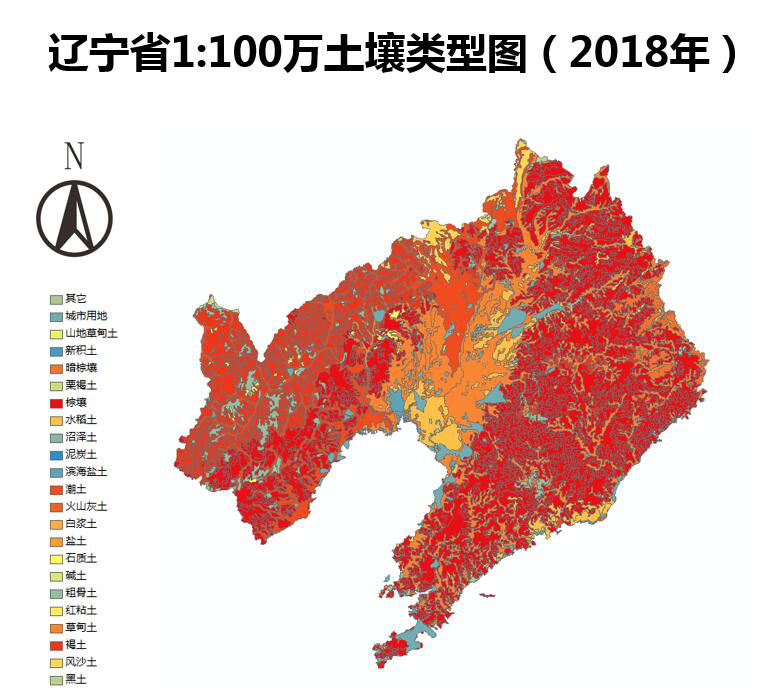 辽宁省1:100万土壤类型图（2018年）
N
其它
城市用地
山地草甸土
新积土
暗棕壤
栗褐土
棕壤
水稻土
沼泽土
泥炭土
滨海盐土
潮土
火山灰土
白浆土
盐土
石质土
碱土
粗骨土
红粘土
草甸土
褐土
风沙土
黑土